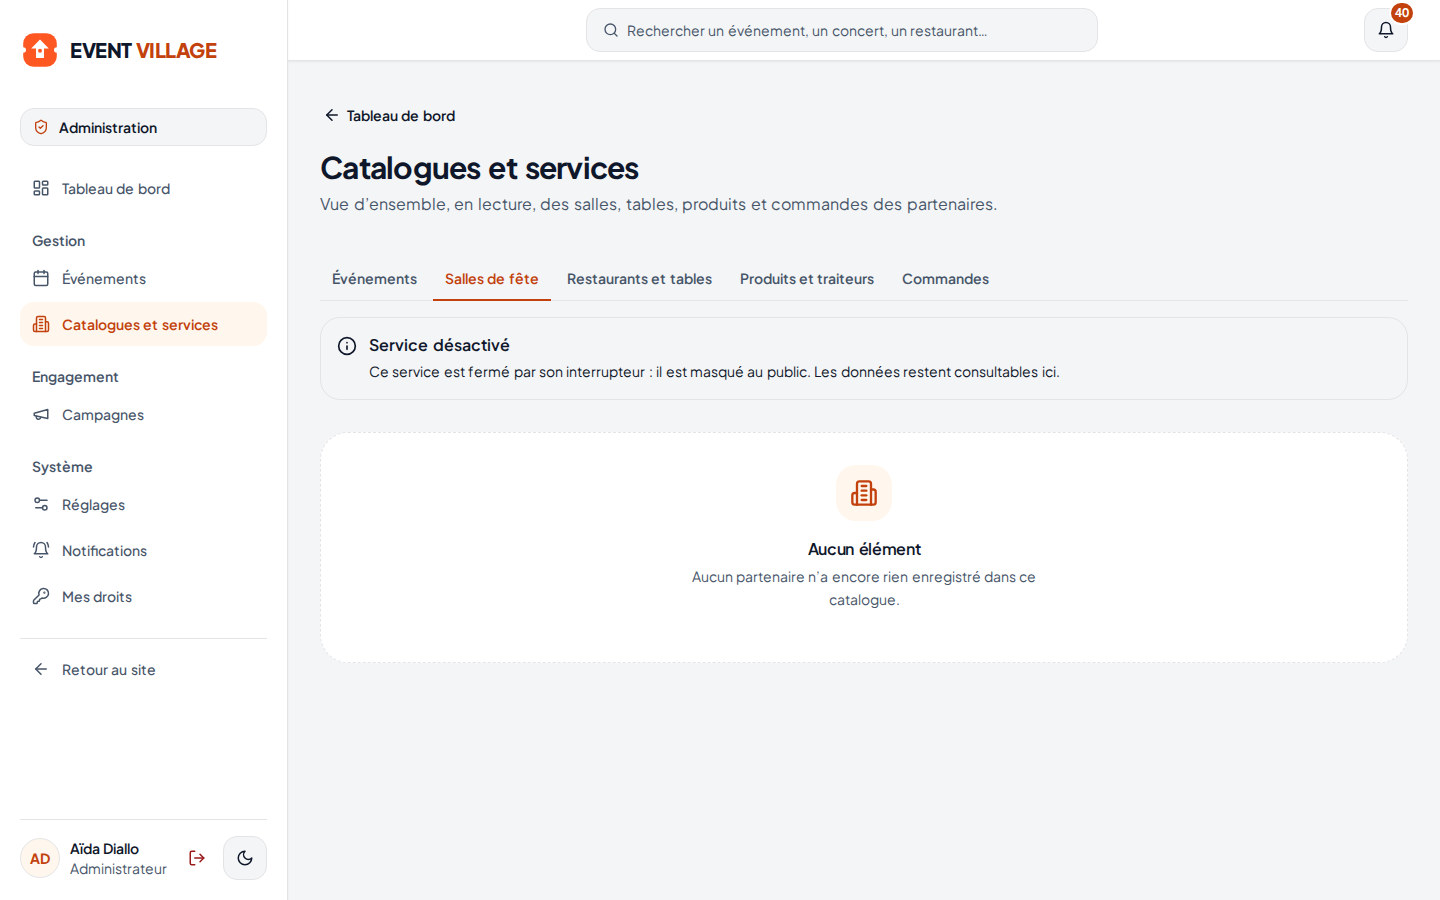 EVENT VILLAGE
Rechercher un événement, un concert, un restaurant…
40
Administration
Tableau de bord
Gestion
Événements
Catalogues et services
Engagement
Campagnes
Système
Réglages
Notifications
Mes droits
Retour au site
AD
Aïda Diallo
Administrateur
Tableau de bord
Catalogues et services
Vue d’ensemble, en lecture, des salles, tables, produits et commandes des partenaires.
Événements
Salles de fête
Restaurants et tables
Produits et traiteurs
Commandes
Service désactivé
Ce service est fermé par son interrupteur : il est masqué au public. Les données restent consultables ici.
Aucun élément
Aucun partenaire n’a encore rien enregistré dans ce
catalogue.